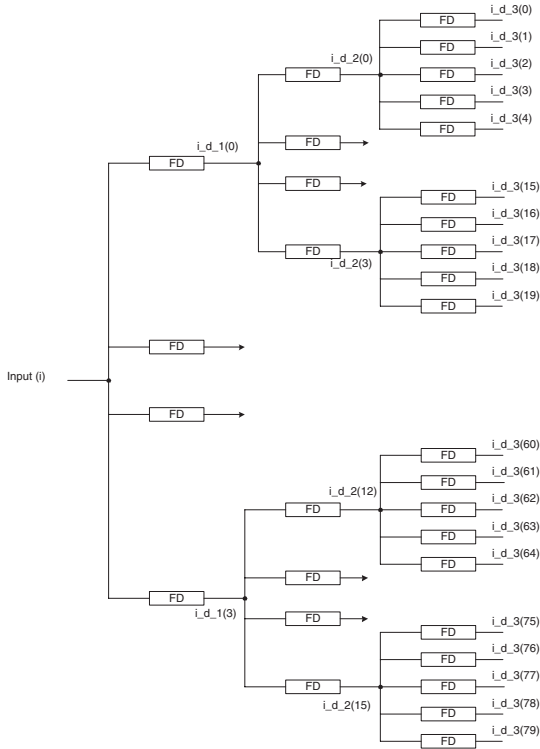 i_d_3(0)
FD
i_d_3(1)
FD
i_d_2(0)
i_d_3(2)
FD
FD
i_d_3(3)
FD
i_d_3(4)
FD
FD
i_d_1(0)
FD
FD
i_d_3(15)
FD
i_d_3(16)
FD
i_d_3(17)
FD
FD
i_d_2(3)
i_d_3(18)
FD
i_d_3(19)
FD
FD
Input (i)
FD
i_d_3(60)
FD
i_d_3(61)
FD
i_d_2(12)
i_d_3(62)
FD
FD
i_d_3(63)
FD
i_d_3(64)
FD
FD
FD
i_d_1(3)
FD
i_d_3(75)
FD
i_d_3(76)
FD
i_d_3(77)
FD
FD
i_d_2(15)
i_d_3(78)
FD
i_d_3(79)
FD